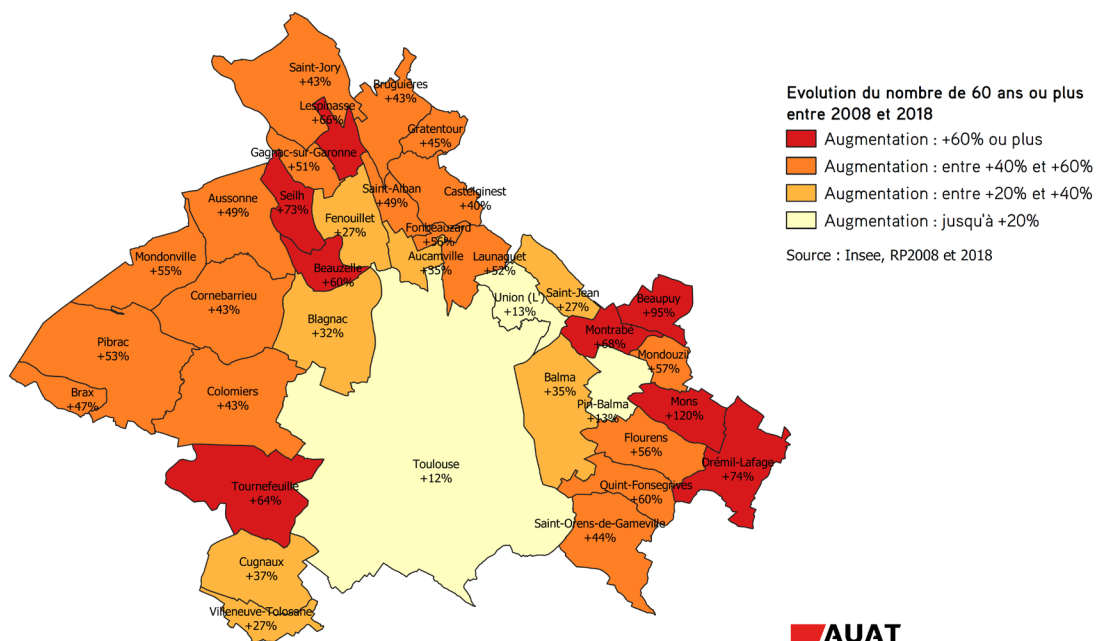 Evolution du nombre de 60 ans ou plus
entre 2008 et 2018
Augmentation : +60% ou plus
Augmentation : entre +40% et +60%
Augmentation : entre +20% et +40%
Augmentation : jusqu'à +20%
Source : Insee, RP2008 et 2018
Saint-Jory
+43%
Bruguières
+43%
Lespinasse
+66%
Gratentour
+45%
Gagnac-sur-Garonne
+51%
Saint-Alban
+49%
Castelginest
+40%
Aussonne
+49%
Seilh
+73%
Fenouillet
+27%
Fonbeauzard
+56%
Aucamville
+35%
Launaguet
+52%
Mondonville
+55%
Beauzelle
+60%
Cornebarrieu
+43%
Union (L')
+13%
Saint-Jean
+27%
Beaupuy
+95%
Blagnac
+32%
Montrabé
+68%
Pibrac
+53%
Mondouzil
+57%
Brax
+47%
Colomiers
+43%
Balma
+35%
Pin-Balma
+13%
Mons
+120%
Flourens
+56%
Drémil-Lafage
+74%
Toulouse
+12%
Tournefeuille
+64%
Quint-Fonsegrives
+60%
Saint-Orens-de-Gameville
+44%
Cugnaux
+37%
Villeneuve-Tolosane
+27%
AUAT